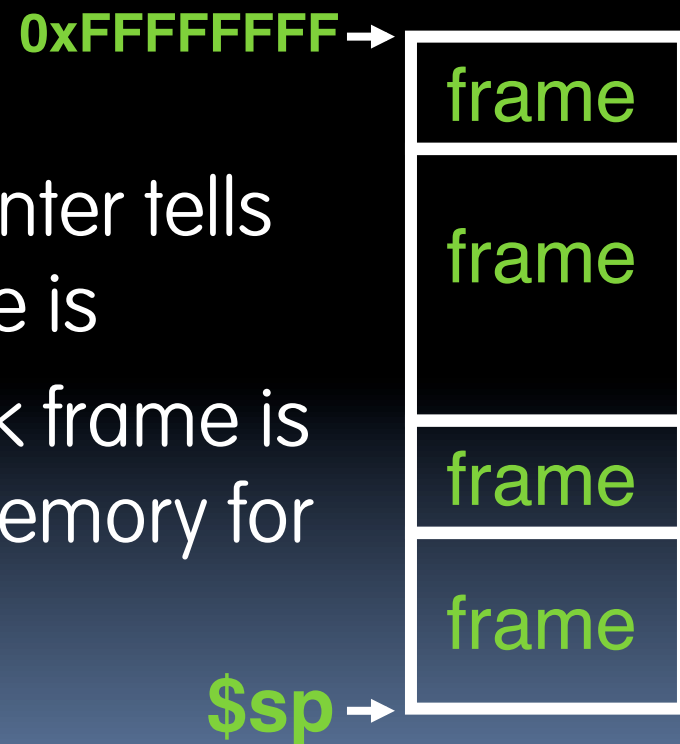 0xFFFFFFFF
frame
nter tells
frame
e is
k frame is
frame
emory for
frame
$sp